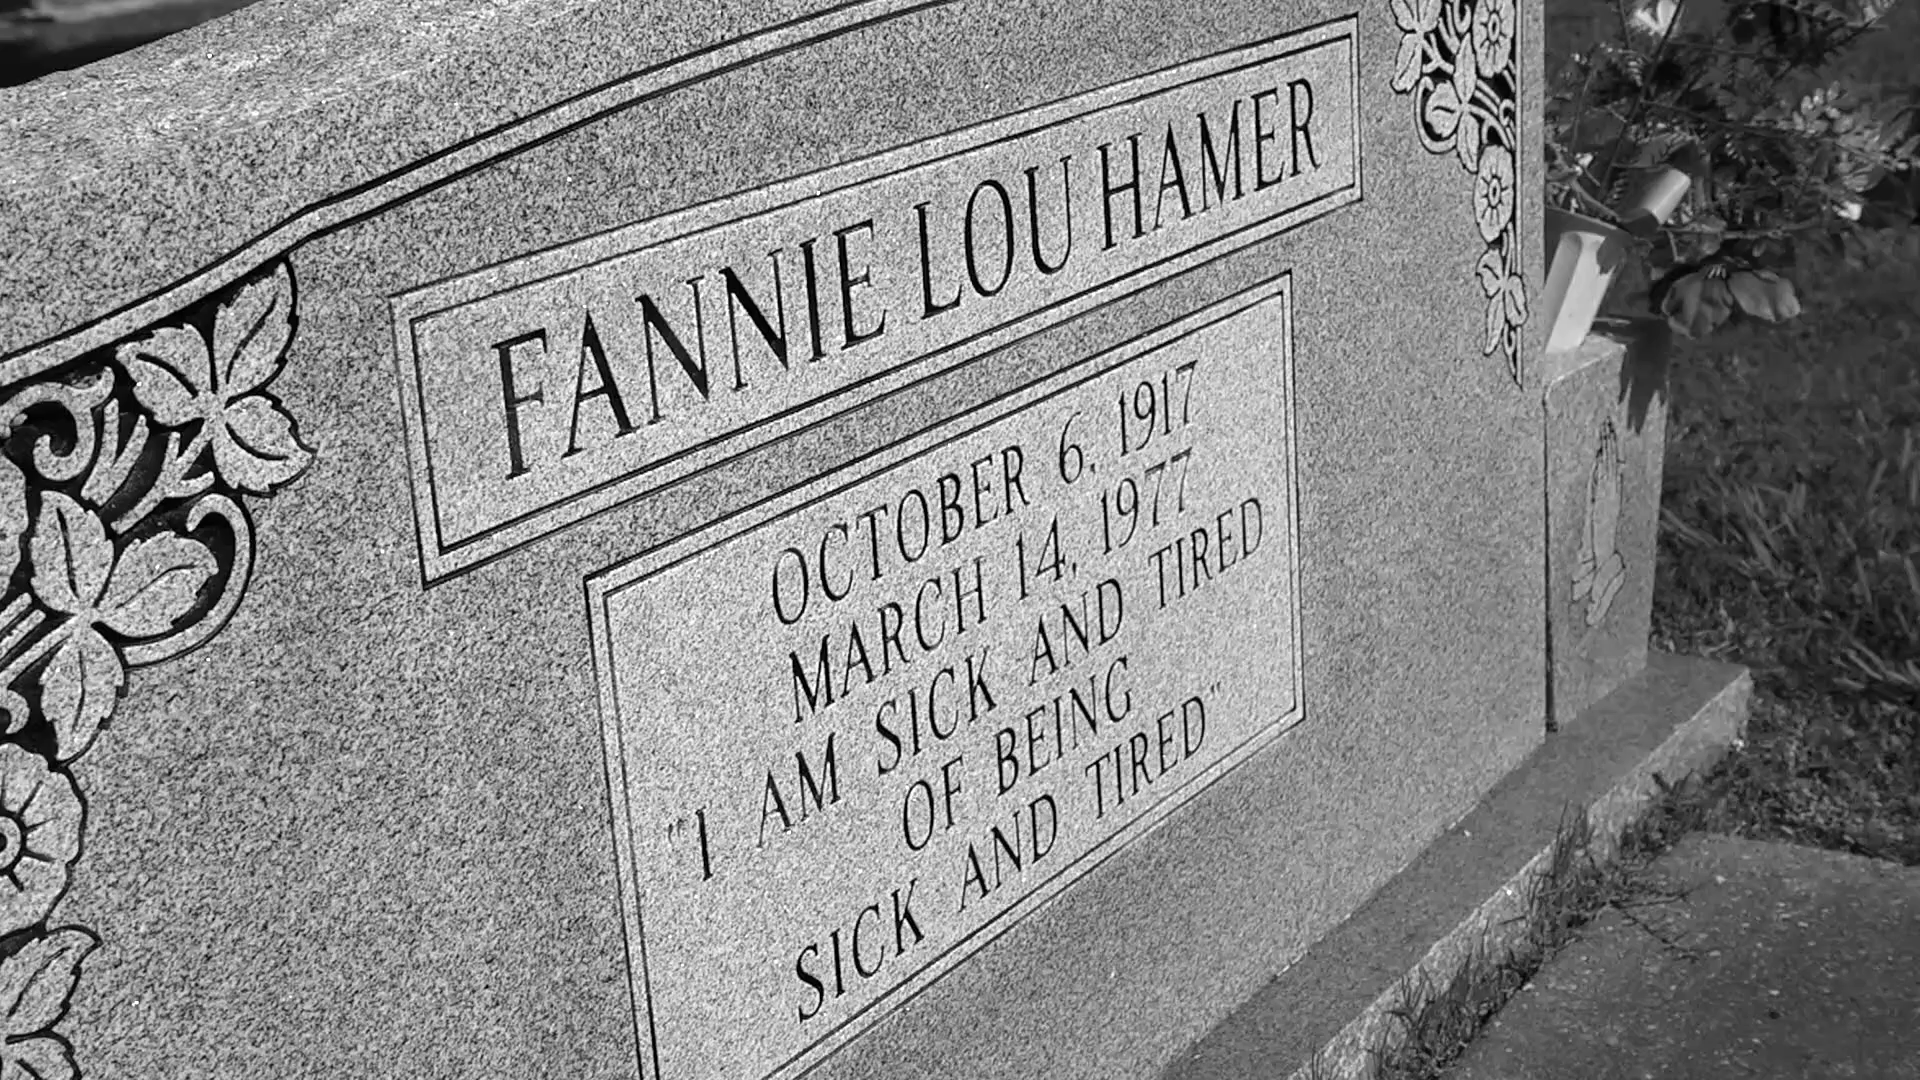 FANNIE LOU HAMER
OCTOBER 6, 1917
MARCH 14, 1977
"I AM SICK AND TIRED
OF BEING
SICK AND TIRED"